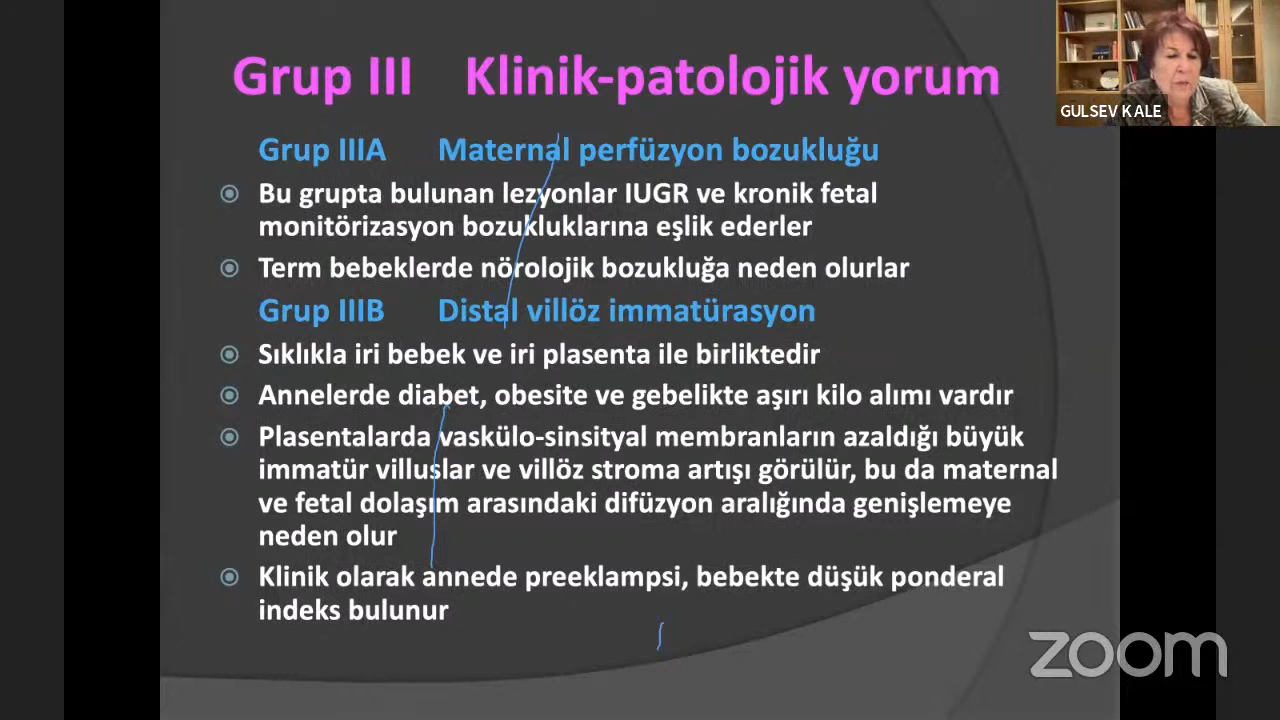 Grup III Klinik-patolojik yorum
GULSEV KALE
Grup IIIA Maternal perfüzyon bozukluğu
Bu grupta bulunan lezyonlar IUGR ve kronik fetal
monitörizasyon bozukluklarına eşlik ederler
Term bebeklerde nörolojik bozukluğa neden olurlar
Grup IIIB Distal villöz immatürasyon
Sıklıkla iri bebek ve iri plasenta ile birliktedir
Annelerde diabet, obesite ve gebelikte aşırı kilo alımı vardır
Plasentalarda vaskülo-sinsityal membranların azaldığı büyük
immatür villuslar ve villöz stroma artışı görülür, bu da maternal
ve fetal dolaşım arasındaki difüzyon aralığında genişlemeye
neden olur
Klinik olarak annede preeklampsi, bebekte düşük ponderal
indeks bulunur
zoom